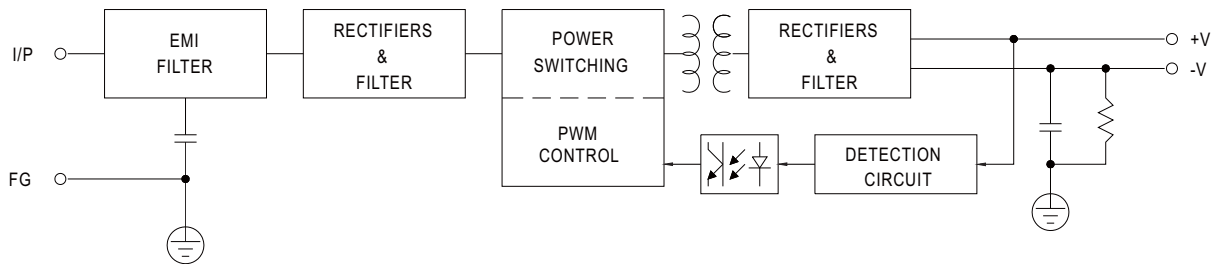 I/P
EMI
FILTER
RECTIFIERS
&
FILTER
POWER
SWITCHING
PWM
CONTROL
RECTIFIERS
&
FILTER
+V
-V
DETECTION
CIRCUIT
FG